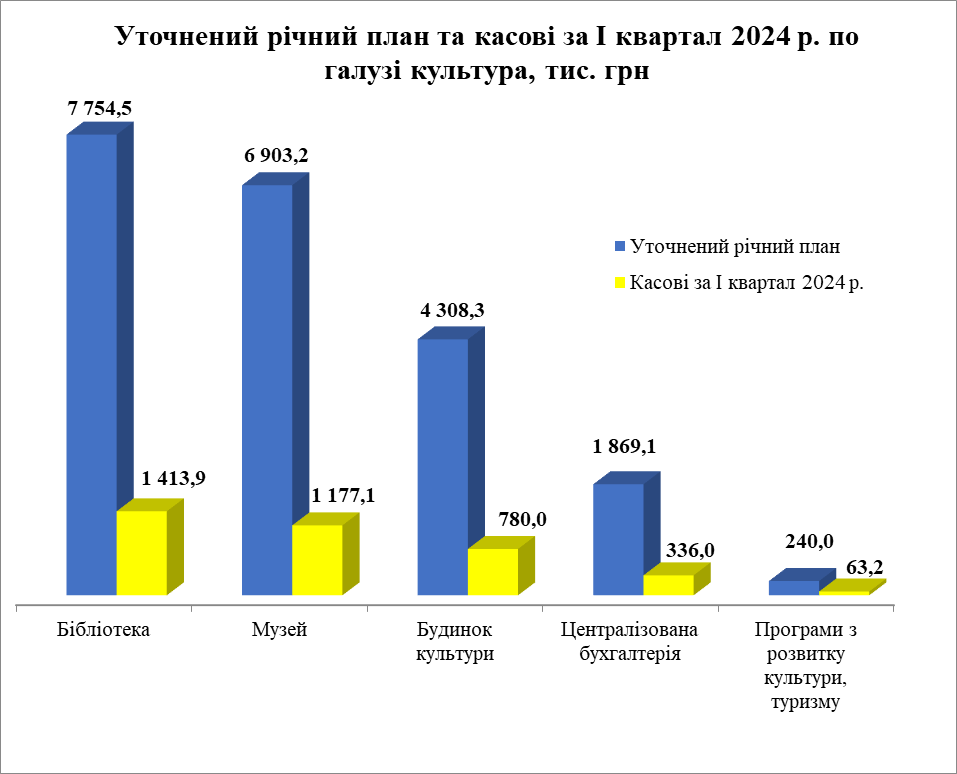 Уточнений річний план та касові за І квартал 2024 р. по
галузі культура, тис. грн
7 754,5
6 903,2
4 308,3
1 869,1
240,0
1 413,9
1 177,1
780,0
336,0
63,2
Уточнений річний план
Касові за І квартал 2024 р.
Бібліотека
Музей
Будинок
культури
Централізована
бухгалтерія
Програми з
розвитку
культури,
туризму